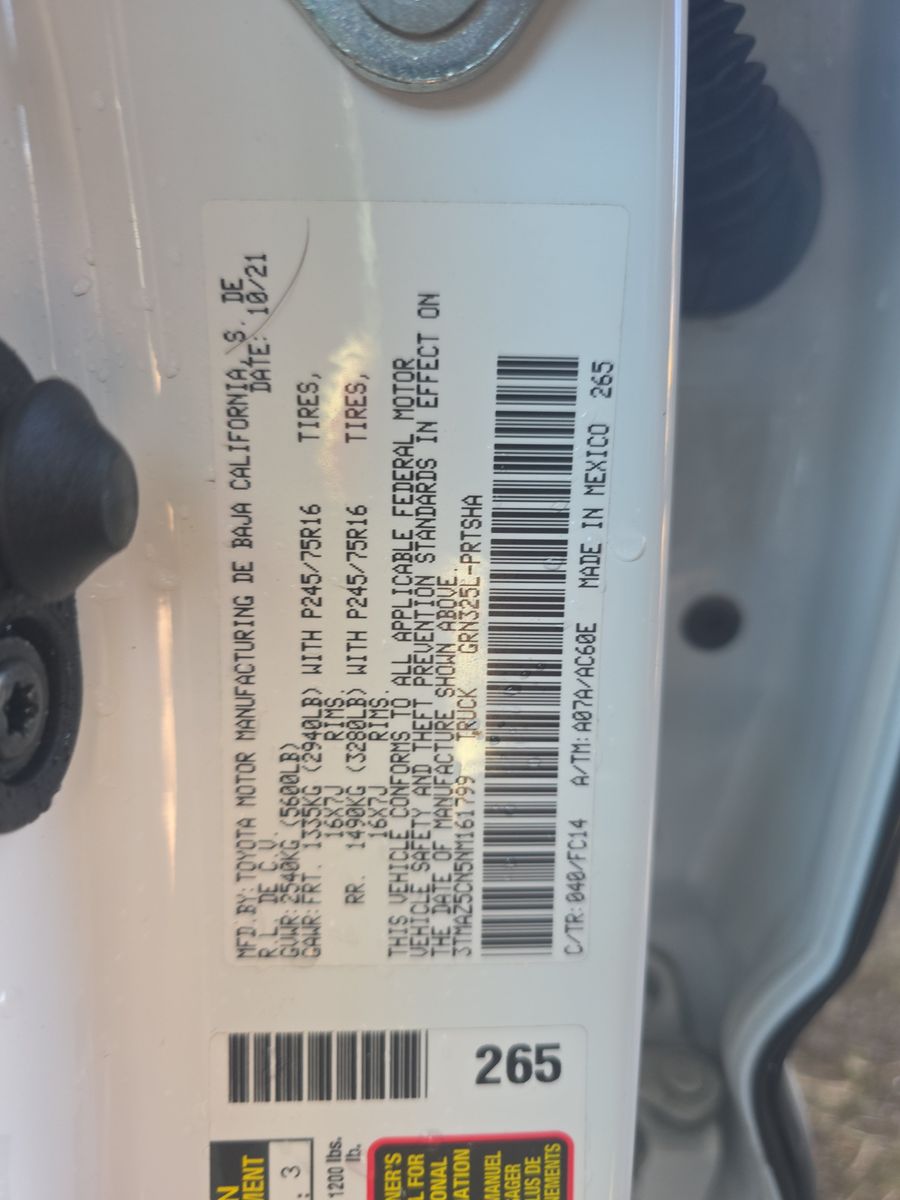 MFD.BY:TOYOTA MOTOR MANUFACTURING DE BAJA CALIFORNIA, S. DE
R.L. DE C.V. DATE: 10/21
GVWR:2540KG (5600LB)
GAWR:FRT. 1335KG (2940LB) WITH P245/75R16 TIRES,
16X7J RIMS.
RR. 1490KG (3280LB) WITH P245/75R16 TIRES,
16X7J RIMS.
THIS VEHICLE CONFORMS TO ALL APPLICABLE FEDERAL MOTOR
VEHICLE SAFETY AND THEFT PREVENTION STANDARDS IN EFFECT ON
THE DATE OF MANUFACTURE SHOWN ABOVE.
3TMAZ5CN5NM161799 TRUCK GRN325L-PRTSHA
C/TR:040/FC14 A/TM:A07A/AC60E MADE IN MEXICO 265
265
: 3
1200 lbs.
lb.
MANUEL
PLUS DE